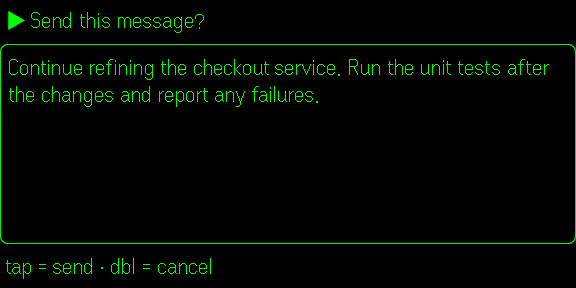 ▶ Send this message?
Continue refining the checkout service. Run the unit tests after
the changes and report any failures.
tap = send · dbl = cancel